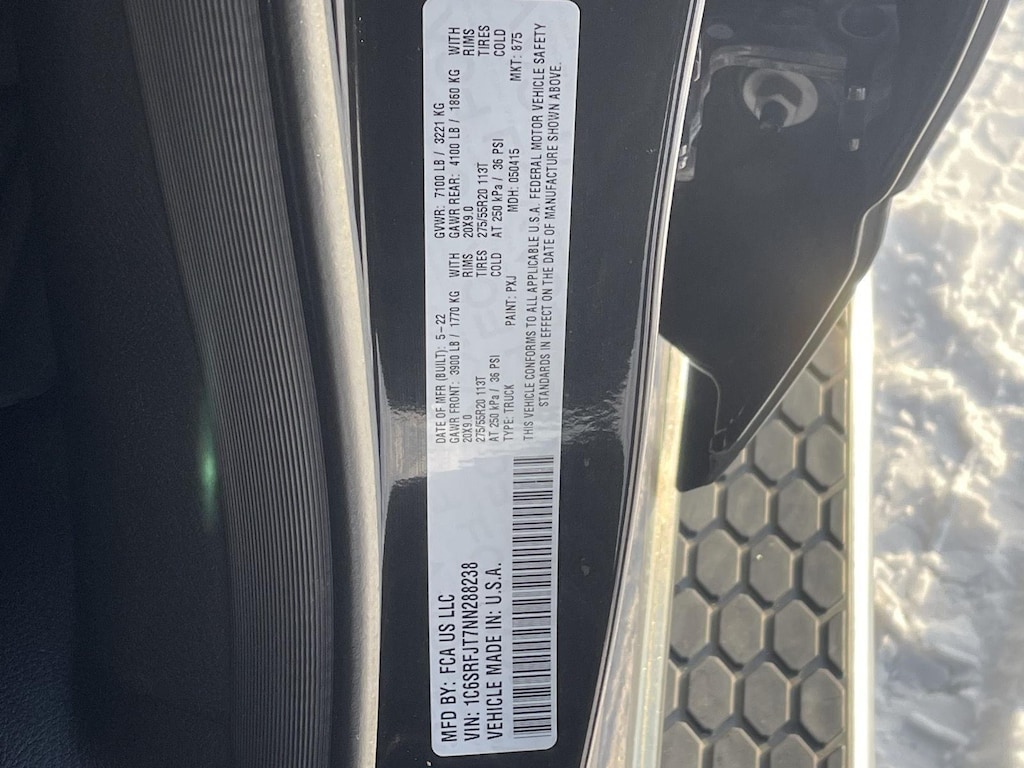 MFD BY: FCA US LLC
VIN: 1C6SRFJT7NN288238
VEHICLE MADE IN: U.S.A.
DATE OF MFR (BUILT): 5-22
GAWR FRONT: 3900 LB / 1770 KG WITH
20X9.0 RIMS
275/55R20 113T TIRES
AT 250 kPa / 36 PSI COLD
GVWR: 7100 LB / 3221 KG
GAWR REAR: 4100 LB / 1860 KG WITH
20X9.0 RIMS
275/55R20 113T TIRES
AT 250 kPa / 36 PSI COLD
TYPE: TRUCK PAINT: PXJ MDH: 050415 MKT: 875
THIS VEHICLE CONFORMS TO ALL APPLICABLE U.S.A. FEDERAL MOTOR VEHICLE SAFETY
STANDARDS IN EFFECT ON THE DATE OF MANUFACTURE SHOWN ABOVE.